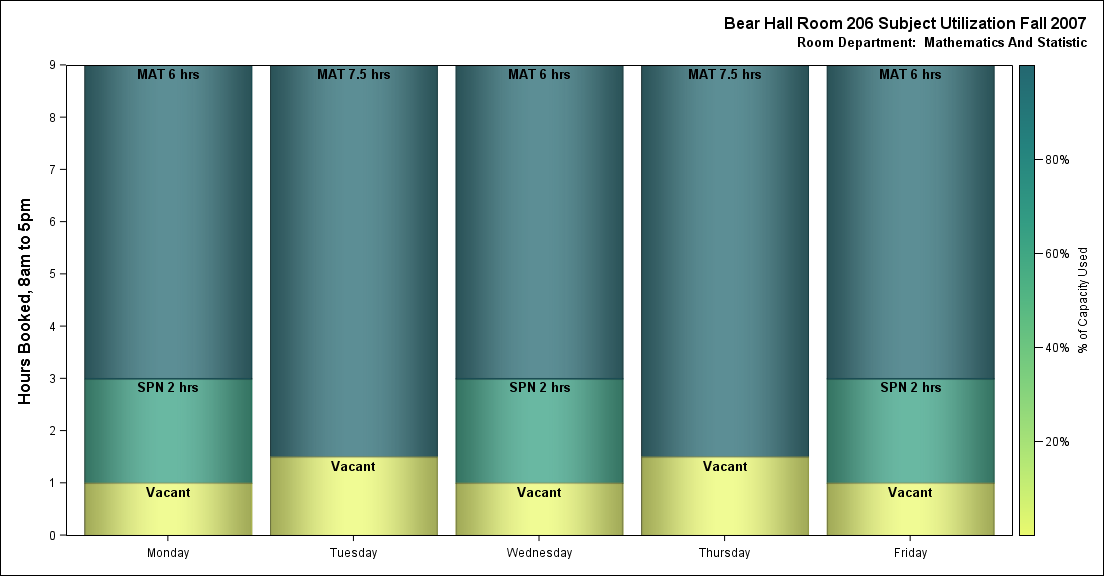 Bear Hall Room 206 Subject Utilization Fall 2007
Room Department:  Mathematics And Statistic
Hours Booked, 8am to 5pm
9
8
7
6
5
4
3
2
1
0
MAT 6 hrs
MAT 7.5 hrs
MAT 6 hrs
MAT 7.5 hrs
MAT 6 hrs
SPN 2 hrs
SPN 2 hrs
SPN 2 hrs
Vacant
Vacant
Vacant
Vacant
Vacant
Monday
Tuesday
Wednesday
Thursday
Friday
80%
60%
40%
20%
% of Capacity Used